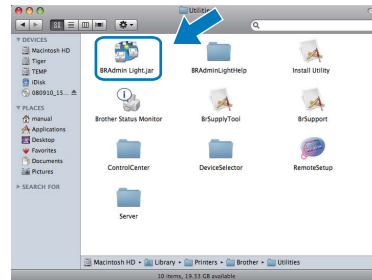 Utilities
DEVICES
Macintosh HD
Tiger
TEMP
iDisk
080910_15...
PLACES
manual
Applications
Desktop
Favorites
Documents
Pictures
SEARCH FOR
BRAdmin Light.jar
BRAdminLightHelp
Install Utility
Brother Status Monitor
BrSupplyTool
BrSupport
ControlCenter
DeviceSelector
RemoteSetup
Server
Macintosh HD ▸ Library ▸ Printers ▸ Brother ▸ Utilities
10 items, 19.33 GB available